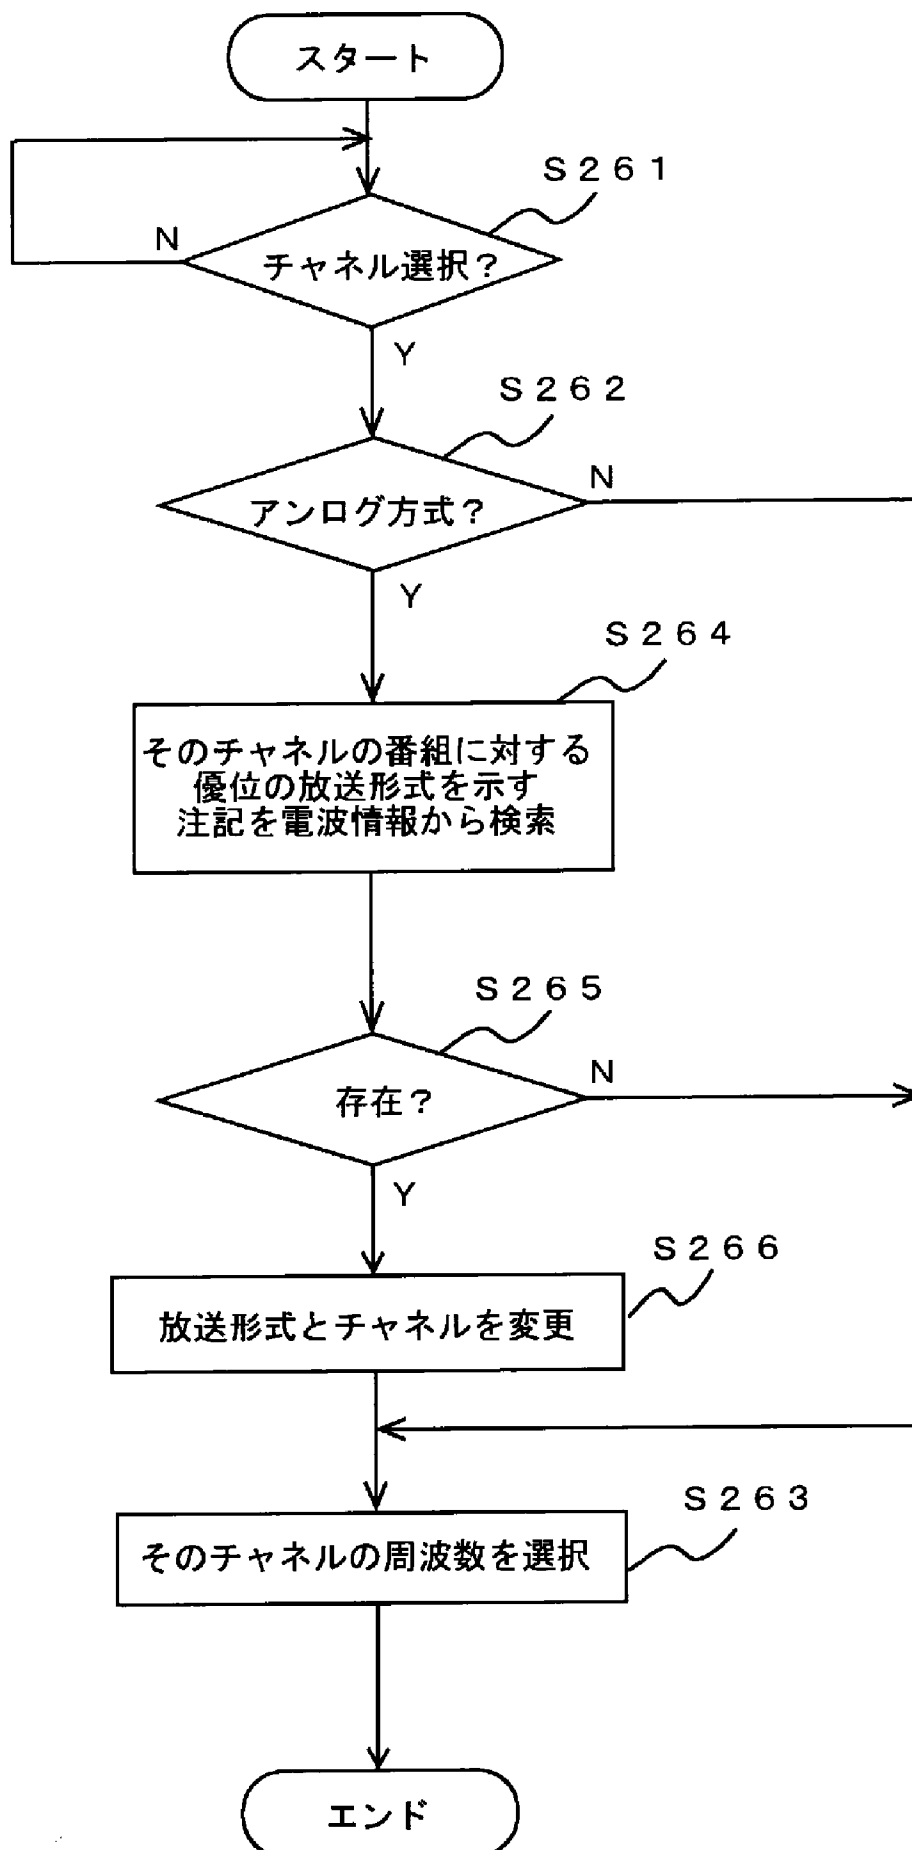 スタート
Ｓ２６１
N
チャネル選択？
Y
Ｓ２６２
N
アンログ方式？
Y
Ｓ２６４
そのチャネルの番組に対する
優位の放送形式を示す
注記を電波情報から検索
Ｓ２６５
N
存在？
Y
Ｓ２６６
放送形式とチャネルを変更
Ｓ２６３
そのチャネルの周波数を選択
エンド